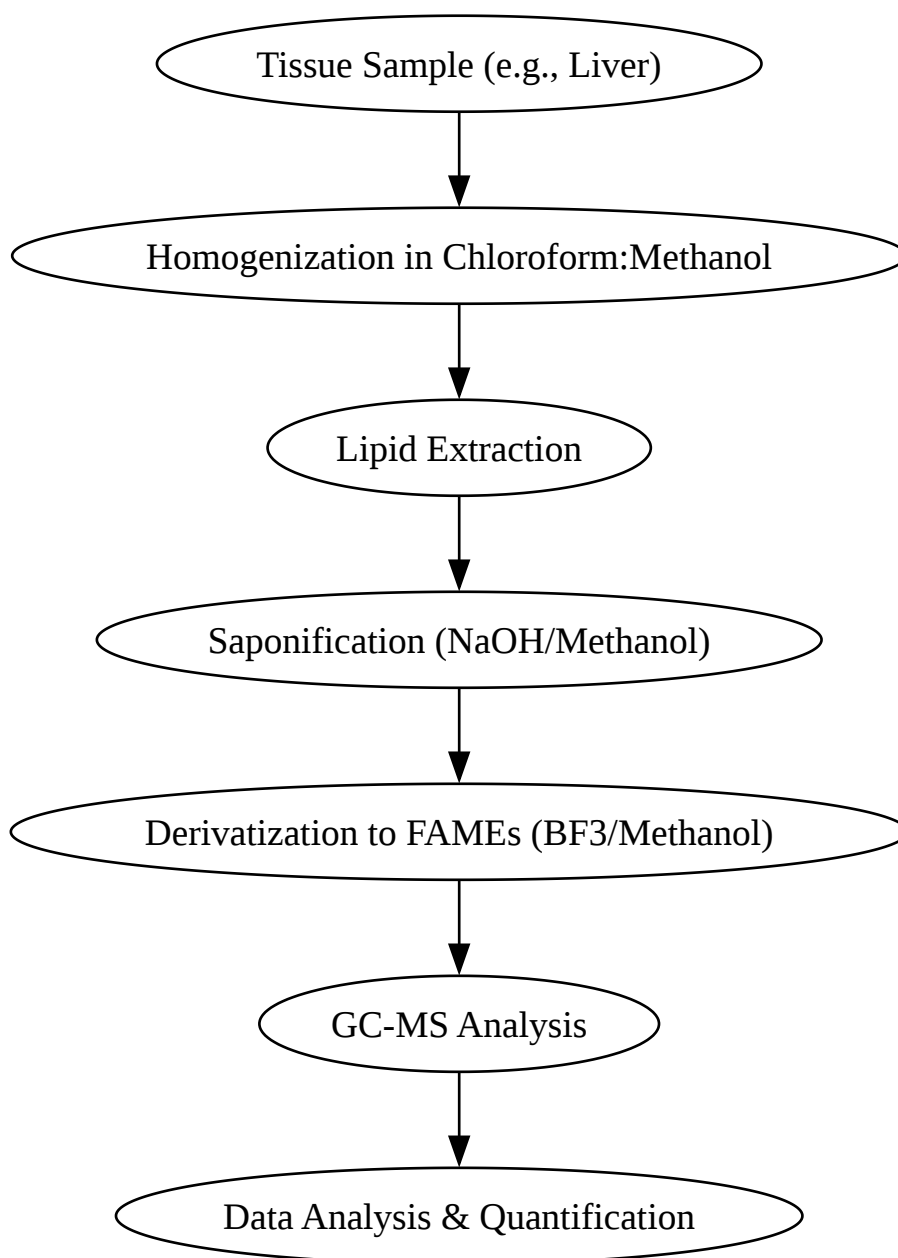 Tissue Sample (e.g., Liver)
Homogenization in Chloroform:Methanol
Lipid Extraction
Saponification (NaOH/Methanol)
Derivatization to FAMEs (BF3/Methanol)
GC-MS Analysis
Data Analysis & Quantification